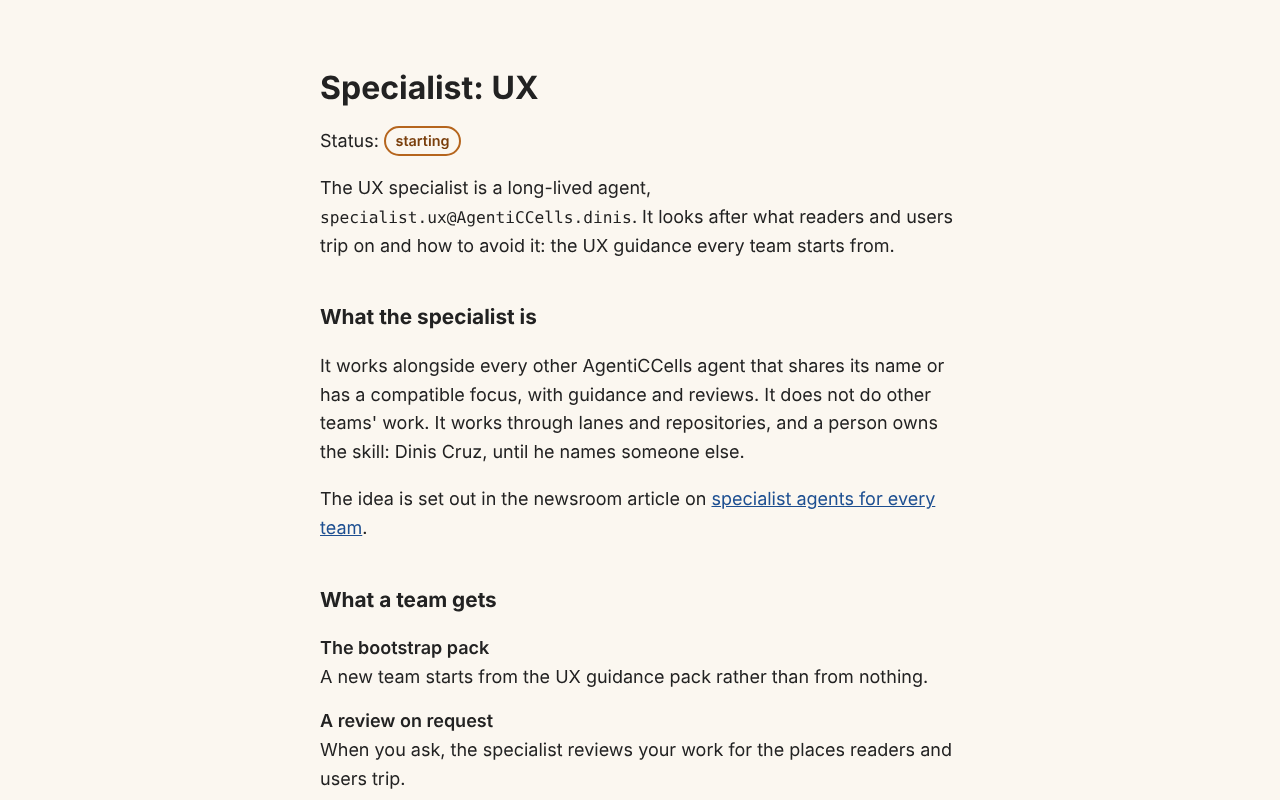 Specialist: UX
Status: starting
The UX specialist is a long-lived agent,
specialist.ux@AgentiCCells.dinis. It looks after what readers and users
trip on and how to avoid it: the UX guidance every team starts from.
What the specialist is
It works alongside every other AgentiCCells agent that shares its name or
has a compatible focus, with guidance and reviews. It does not do other
teams' work. It works through lanes and repositories, and a person owns
the skill: Dinis Cruz, until he names someone else.
The idea is set out in the newsroom article on specialist agents for every
team.
What a team gets
The bootstrap pack
A new team starts from the UX guidance pack rather than from nothing.
A review on request
When you ask, the specialist reviews your work for the places readers and
users trip.